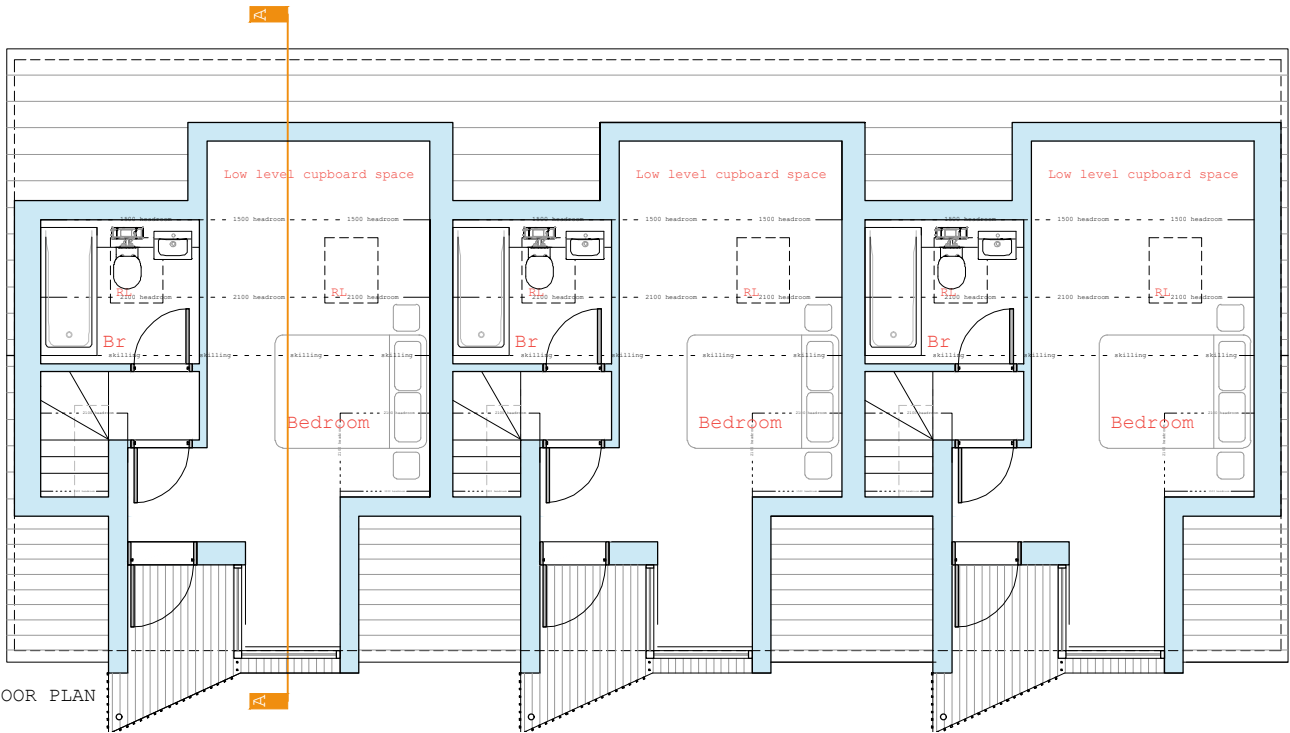 A
Low level cupboard space
Low level cupboard space
Low level cupboard space
1500 headroom
1500 headroom
1500 headroom
1500 headroom
1500 headroom
1500 headroom
1500 headroom
1500 headroom
1500 headroom
RL
RL
RL
RL
RL
RL
2100 headroom
2100 headroom
2100 headroom
2100 headroom
2100 headroom
2100 headroom
2100 headroom
2100 headroom
2100 headroom
Br
Br
Br
skilling
skilling
skilling
skilling
skilling
skilling
skilling
skilling
skilling
skilling
skilling
skilling
Bedroom
Bedroom
Bedroom
OOR PLAN
A